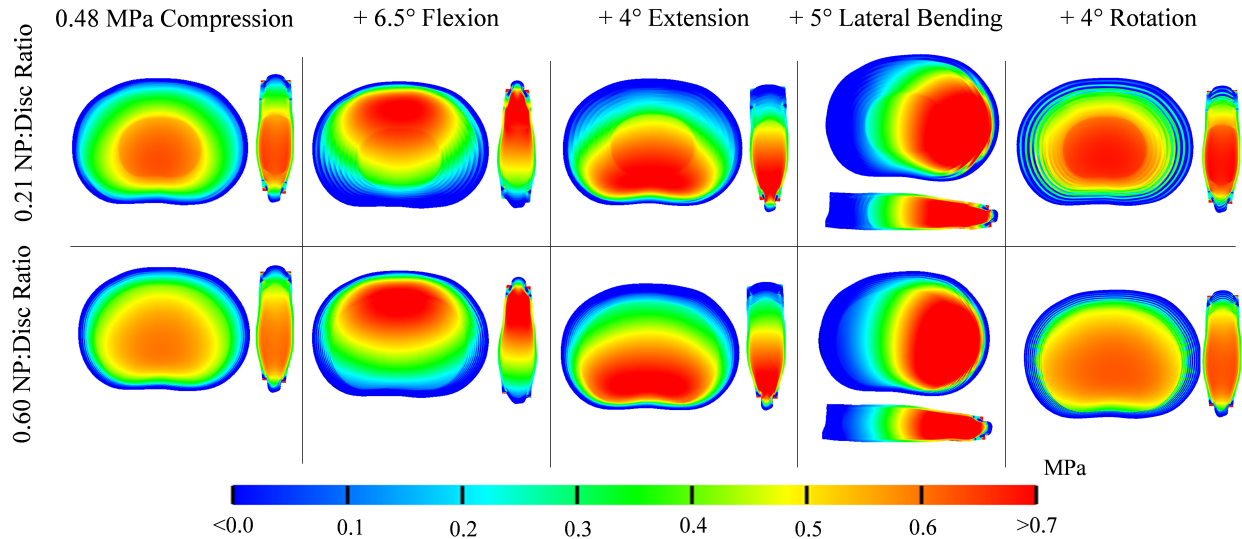 0.48 MPa Compression
+ 6.5° Flexion
+ 4° Extension
+ 5° Lateral Bending
+ 4° Rotation
0.21 NP:Disc Ratio
0.60 NP:Disc Ratio
MPa
<0.0
0.1
0.2
0.3
0.4
0.5
0.6
>0.7